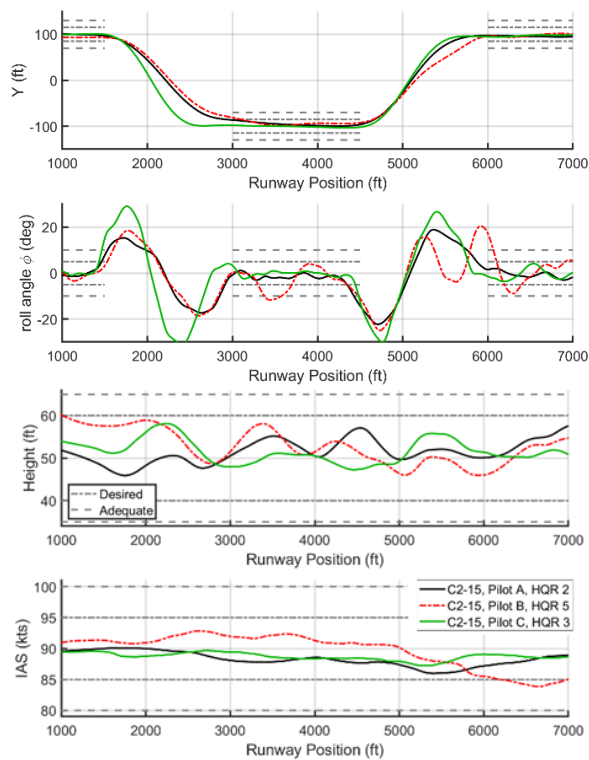 100
0
-100
Y (ft)
1000 2000 3000 4000 5000 6000 7000
Runway Position (ft)
20
0
-20
roll angle ϕ (deg)
1000 2000 3000 4000 5000 6000 7000
Runway Position (ft)
60
50
40
Height (ft)
Desired
Adequate
1000 2000 3000 4000 5000 6000 7000
Runway Position (ft)
100
95
90
85
80
IAS (kts)
C2-15, Pilot A, HQR 2
C2-15, Pilot B, HQR 5
C2-15, Pilot C, HQR 3
1000 2000 3000 4000 5000 6000 7000
Runway Position (ft)